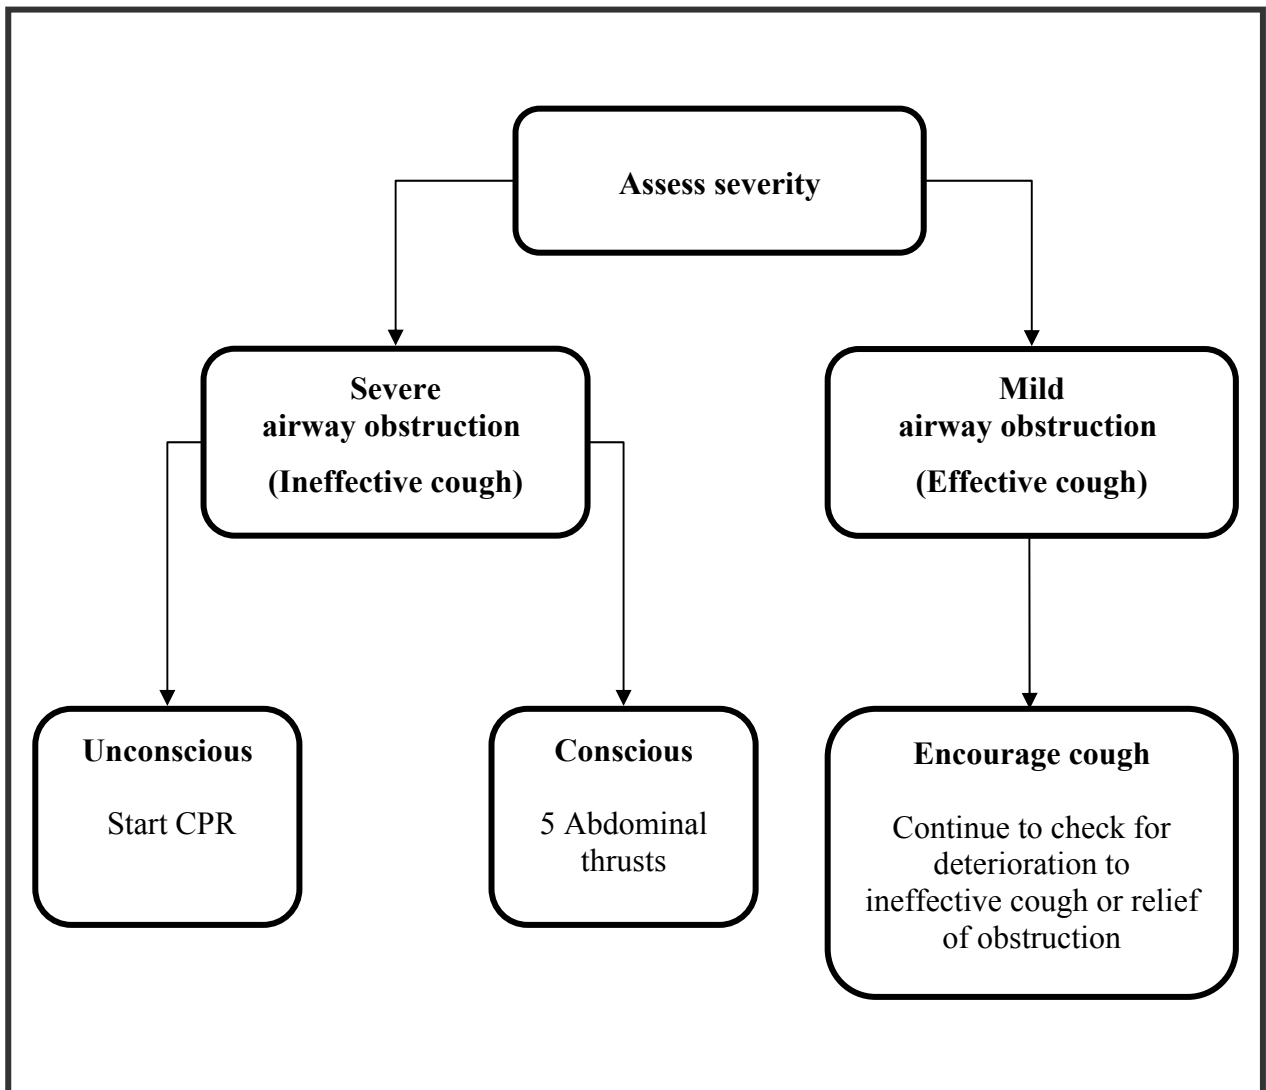 Assess severity
Severe
airway obstruction
(Ineffective cough)
Mild
airway obstruction
(Effective cough)
Unconscious
Start CPR
Conscious
5 Abdominal
thrusts
Encourage cough
Continue to check for
deterioration to
ineffective cough or relief
of obstruction